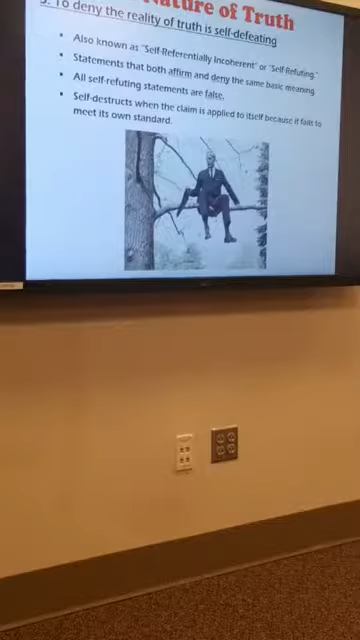 Nature of Truth
3. To deny the reality of truth is self-defeating
▪ Also known as "Self-Referentially Incoherent" or "Self-Refuting."
▪ Statements that both affirm and deny the same basic meaning
▪ All self-refuting statements are false.
▪ Self-destructs when the claim is applied to itself because it fails to
meet its own standard.